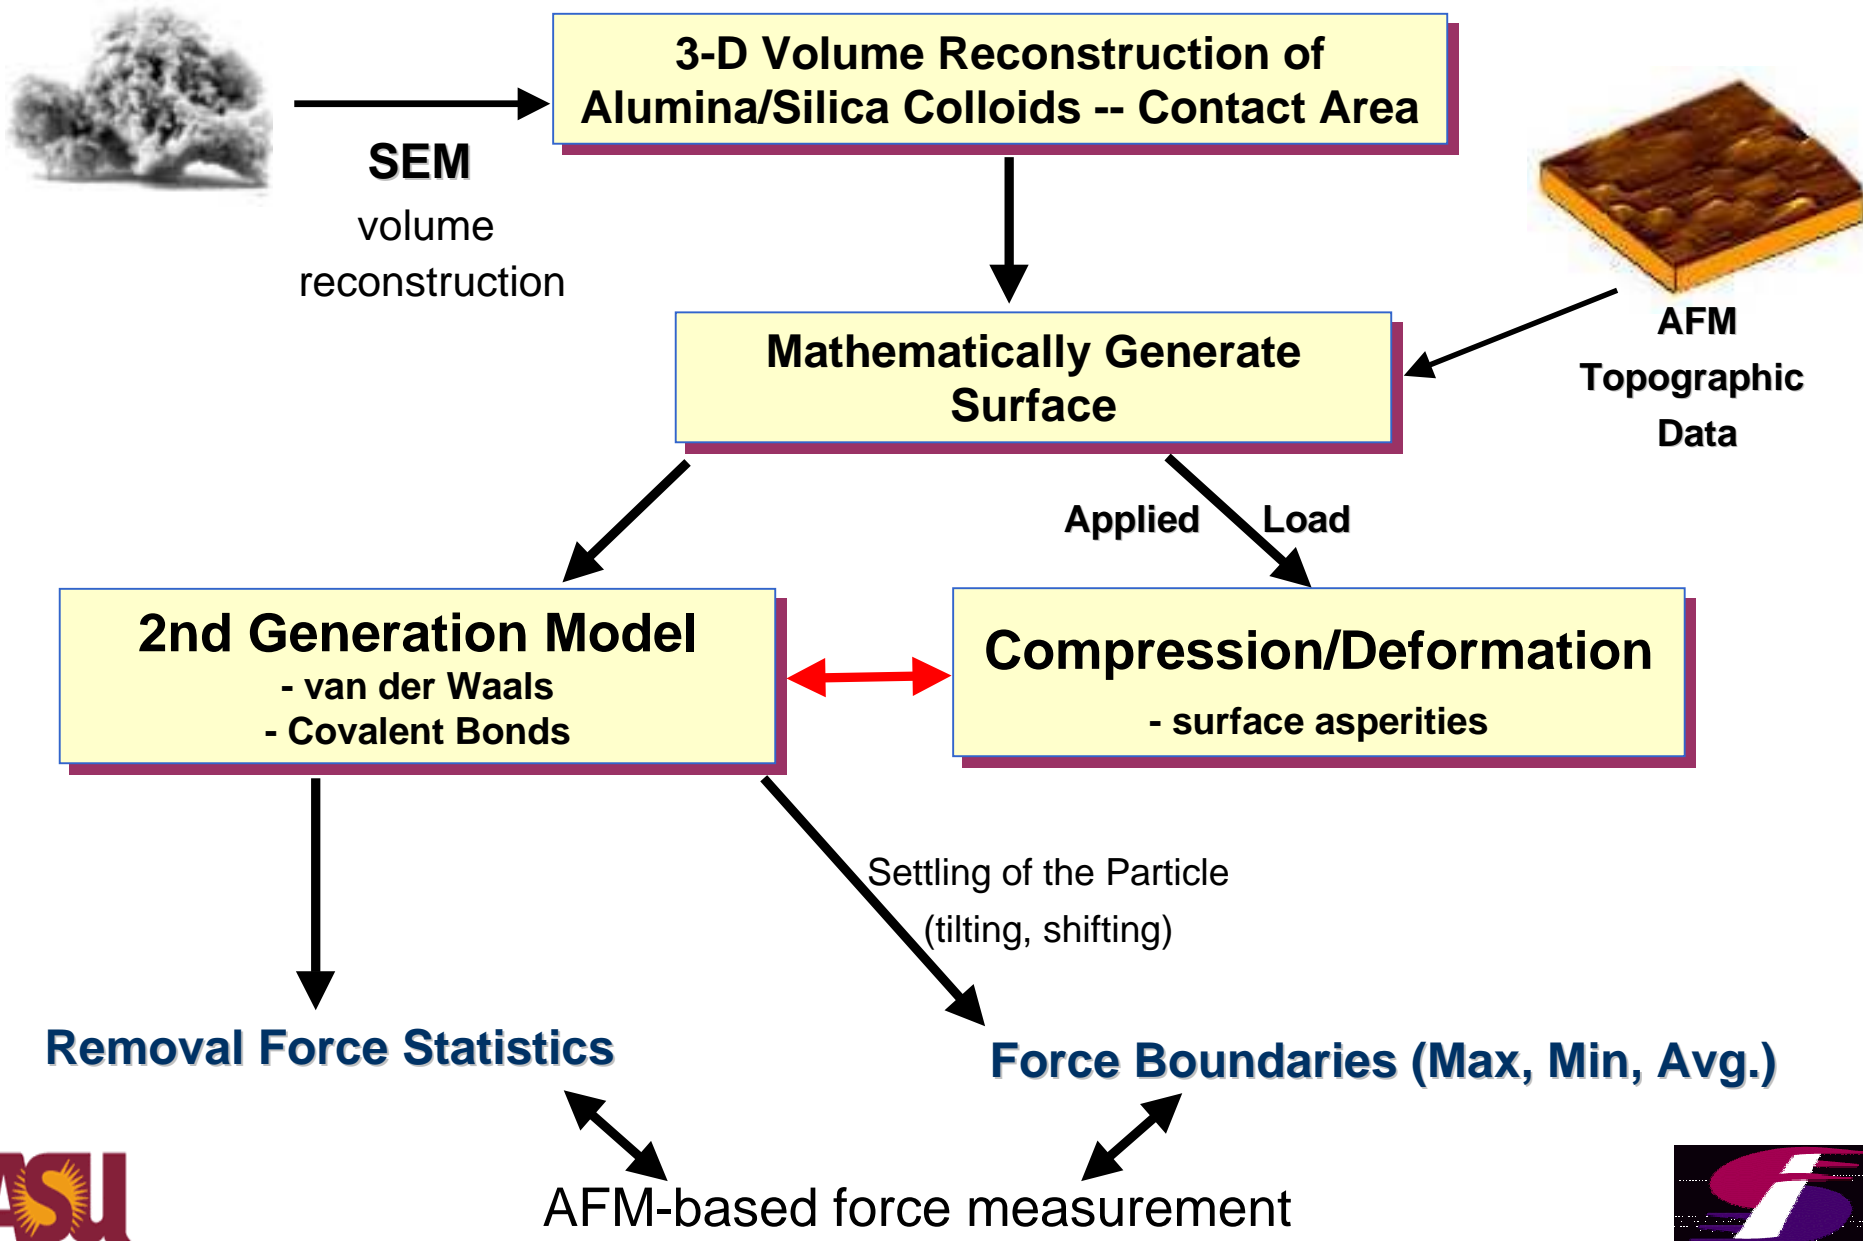 3-D Volume Reconstruction of
Alumina/Silica Colloids -- Contact Area
SEM
volume
reconstruction
AFM
Topographic
Data
Mathematically Generate
Surface
Applied Load
2nd Generation Model
- van der Waals
- Covalent Bonds
Compression/Deformation
- surface asperities
Settling of the Particle
(tilting, shifting)
Removal Force Statistics
Force Boundaries (Max, Min, Avg.)
AFM-based force measurement
ASU